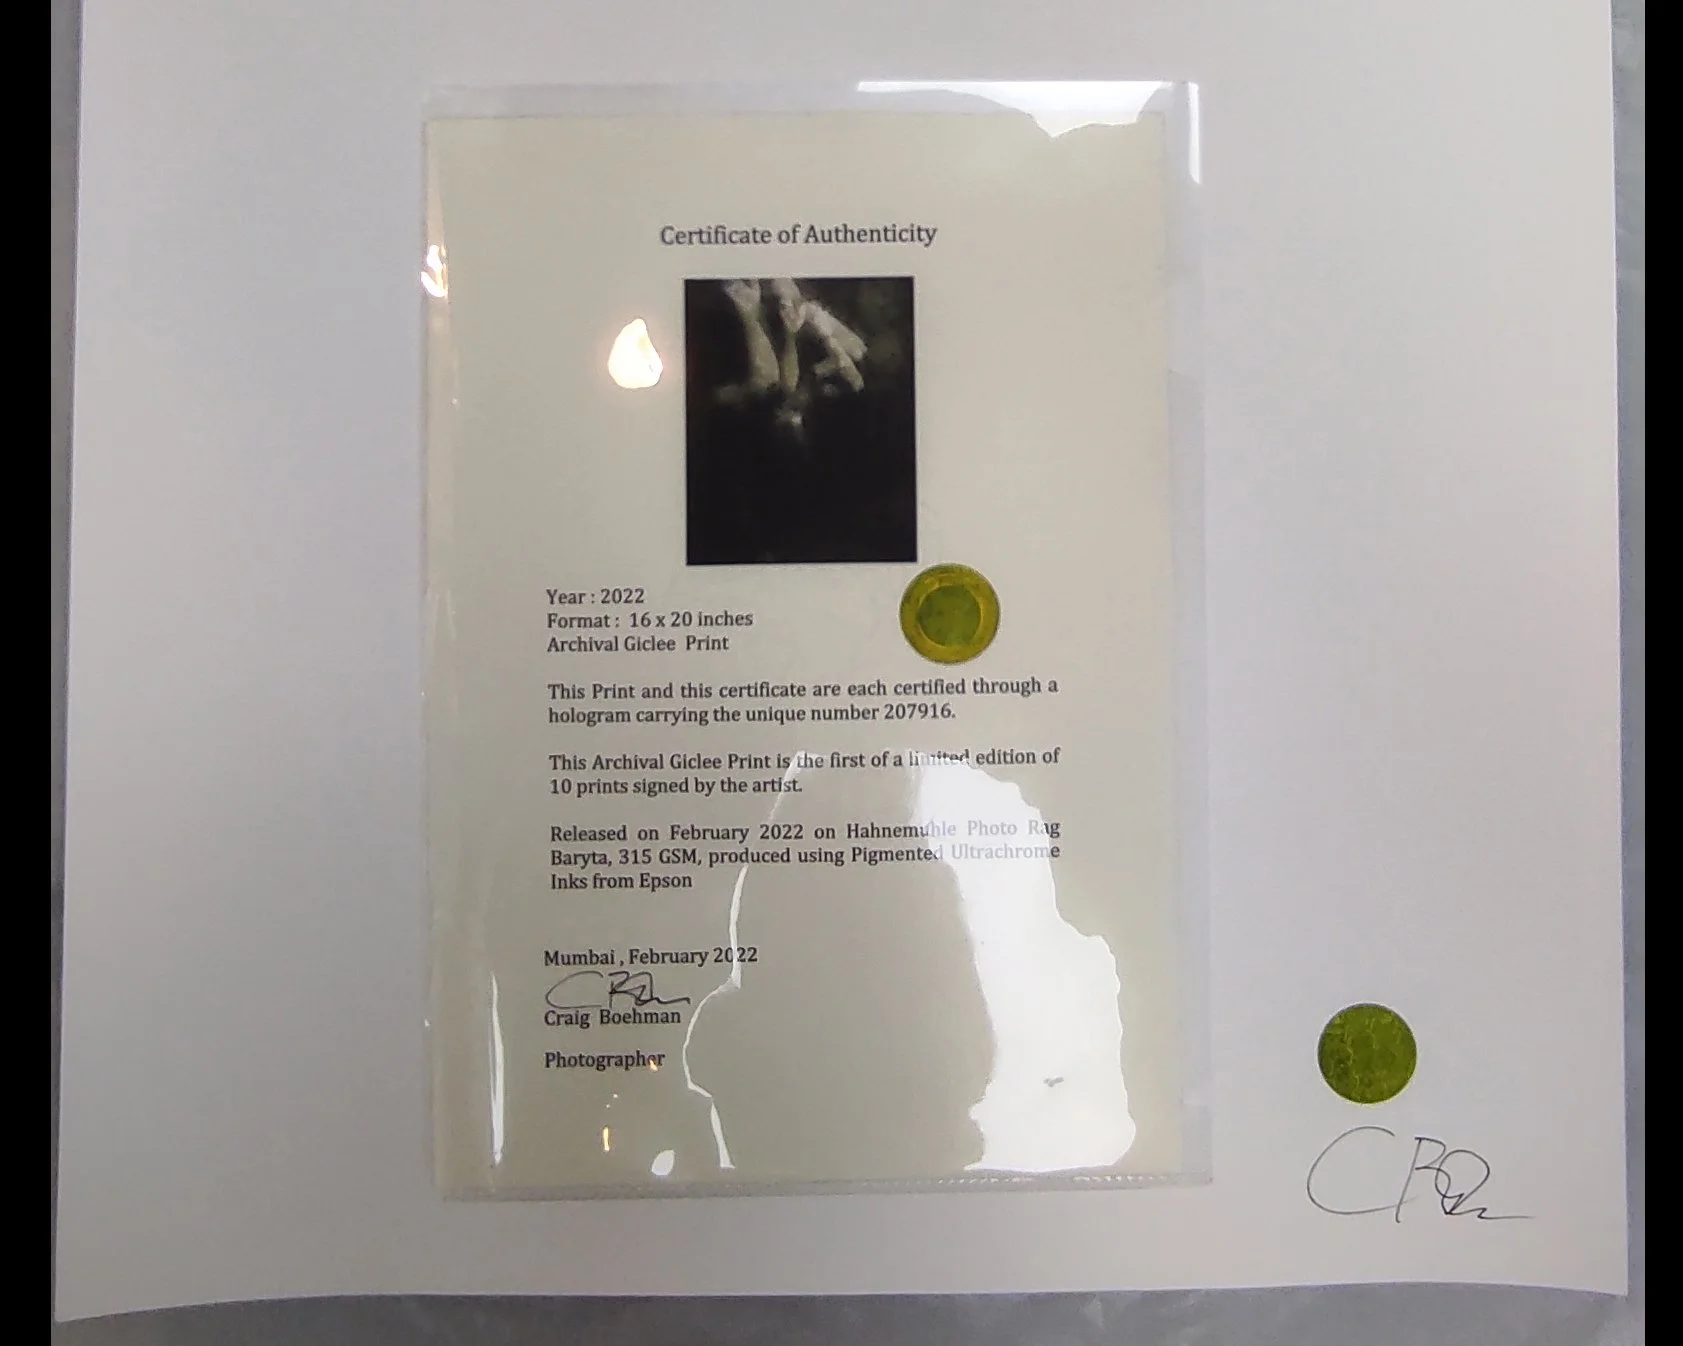 Certificate of Authenticity
Year : 2022
Format : 16 x 20 inches
Archival Giclee Print
This Print and this certificate are each certified through a
hologram carrying the unique number 207916.
This Archival Giclee Print is the first of a limited edition of
10 prints signed by the artist.
Released on February 2022 on Hahnemuhle Photo Rag
Baryta, 315 GSM, produced using Pigmented Ultrachrome
Inks from Epson
Mumbai , February 2022
Craig Boehman
Photographer